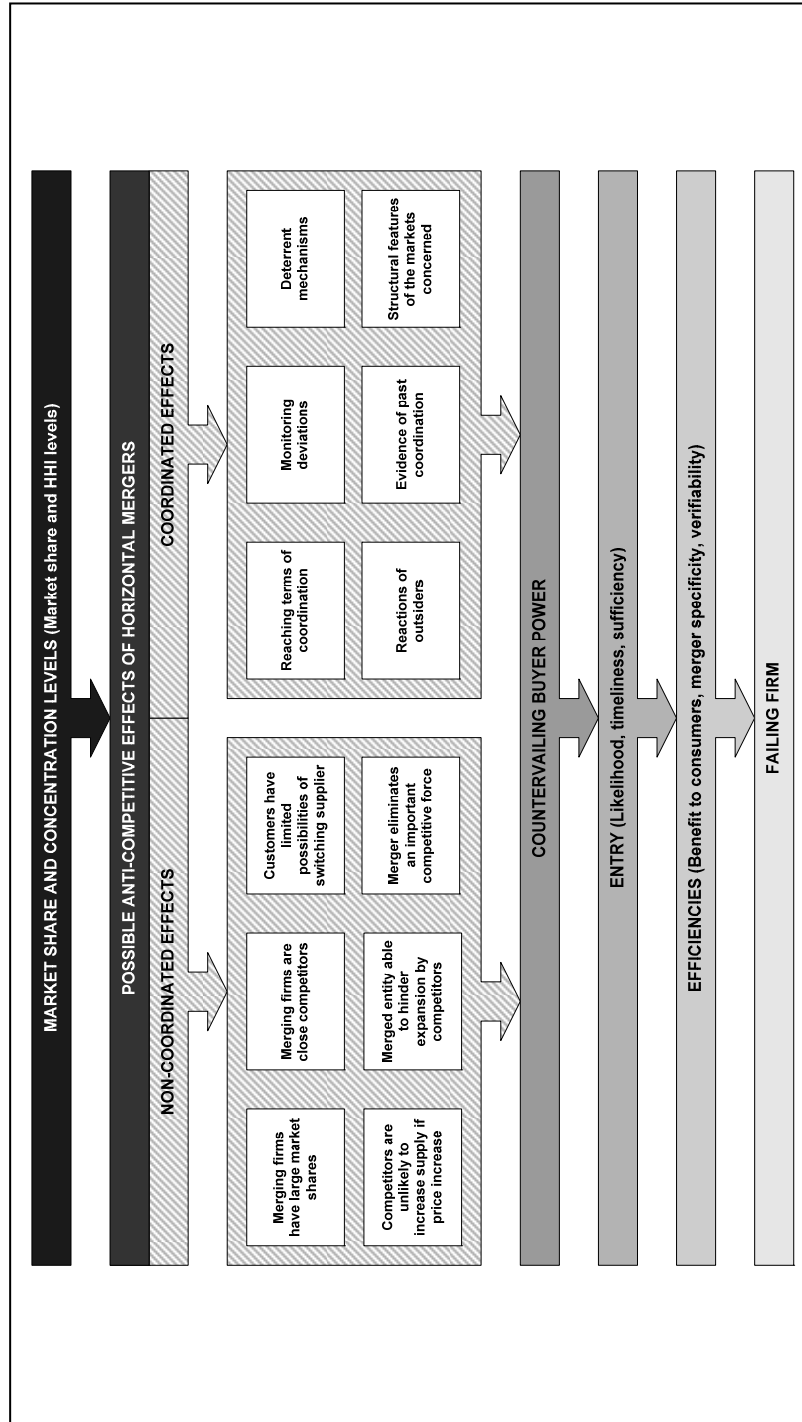 MARKET SHARE AND CONCENTRATION LEVELS (Market share and HHI levels)
POSSIBLE ANTI-COMPETITIVE EFFECTS OF HORIZONTAL MERGERS
NON-COORDINATED EFFECTS
COORDINATED EFFECTS
Merging firms
have large market
shares
Merging firms are
close competitors
Customers have
limited
possibilities of
switching supplier
Competitors are
unlikely to
increase supply if
price increase
Merged entity able
to hinder
expansion by
competitors
Merger eliminates
an important
competitive force
Reaching terms of
coordination
Monitoring
deviations
Deterrent
mechanisms
Reactions of
outsiders
Evidence of past
coordination
Structural features
of the markets
concerned
COUNTERVAILING BUYER POWER
ENTRY (Likelihood, timeliness, sufficiency)
EFFICIENCIES (Benefit to consumers, merger specificity, verifiability)
FAILING FIRM